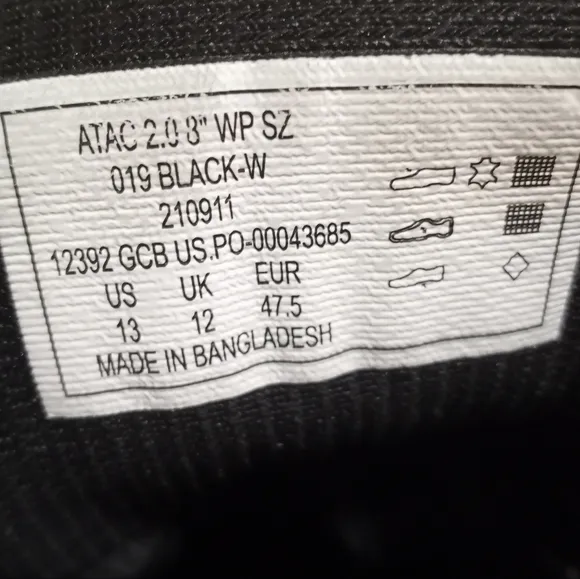 ATAC 2.0 8" WP SZ
019 BLACK-W
210911
12392 GCB US.PO-00043685
US UK EUR
13 12 47.5
MADE IN BANGLADESH